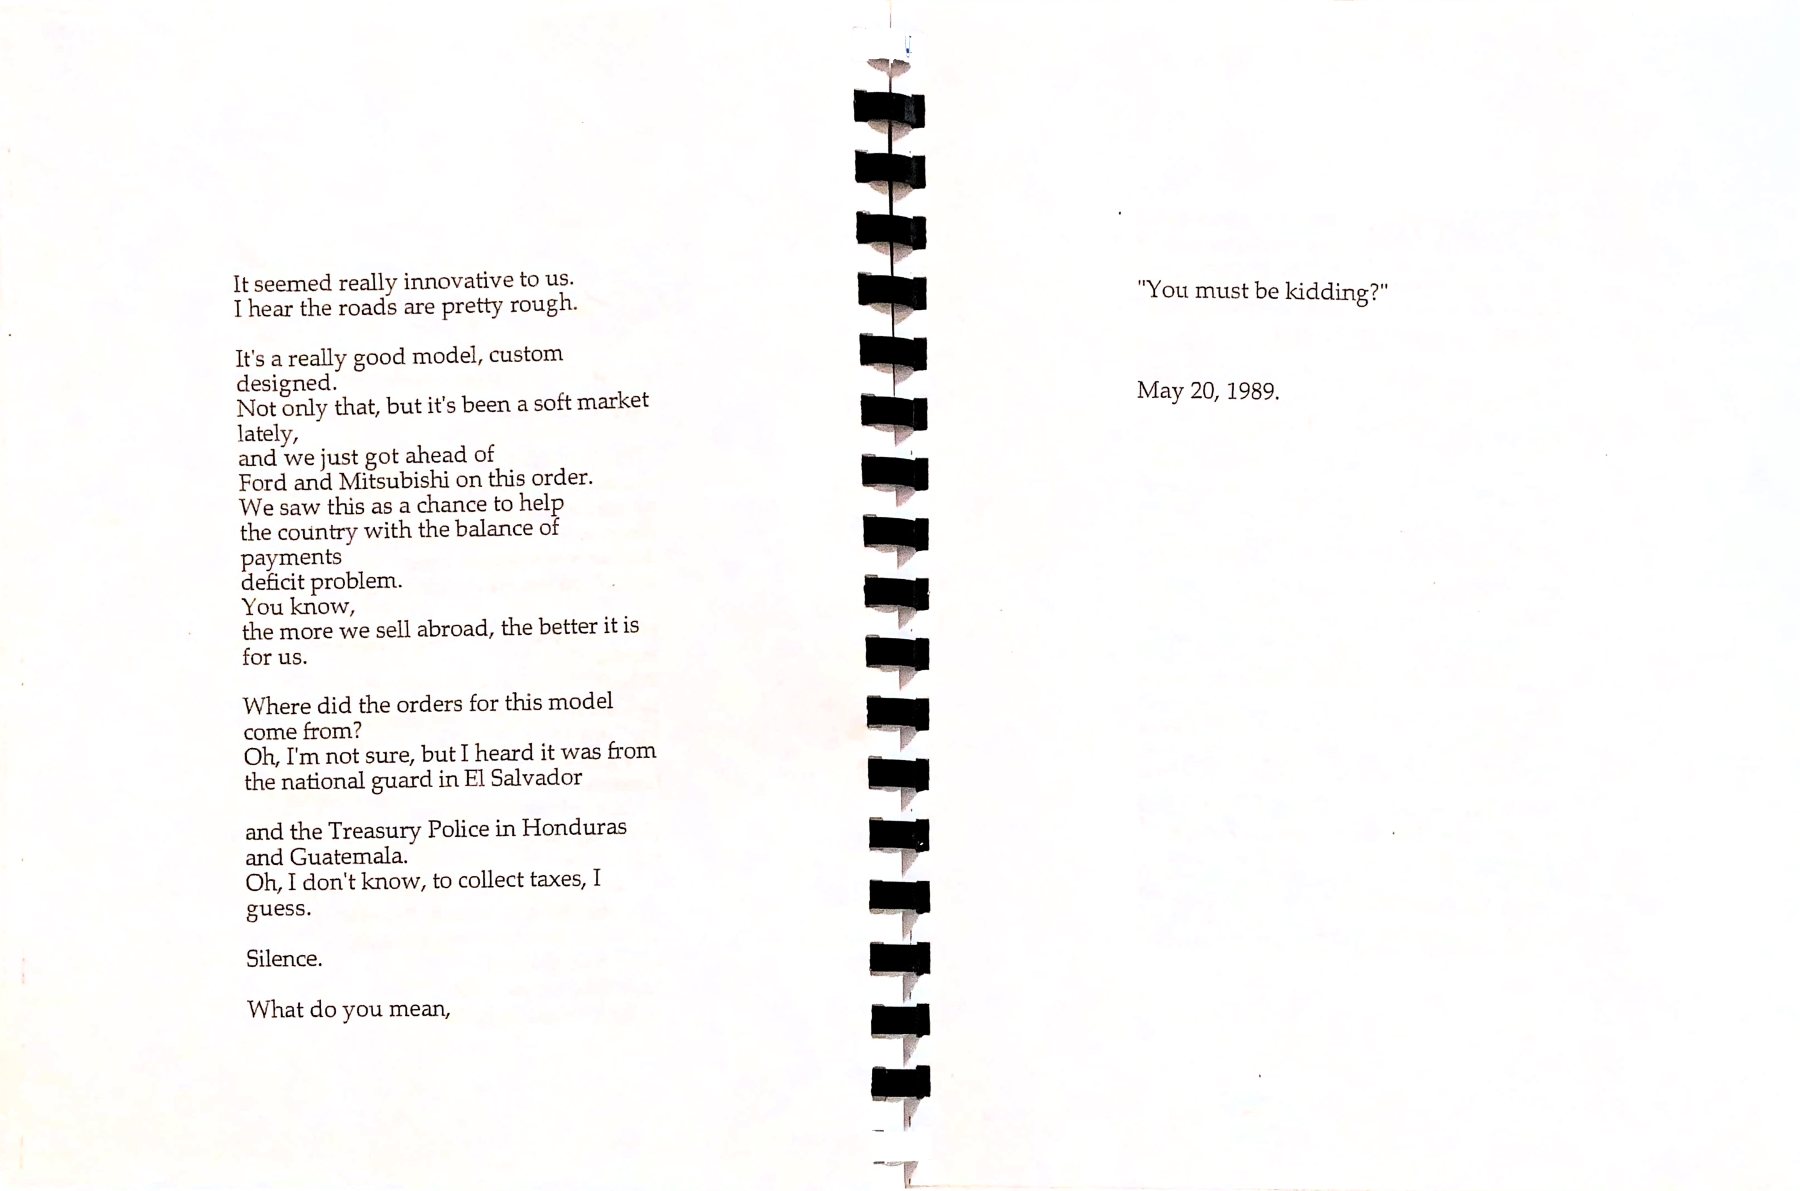 It seemed really innovative to us.
I hear the roads are pretty rough.
It's a really good model, custom
designed.
Not only that, but it's been a soft market
lately,
and we just got ahead of
Ford and Mitsubishi on this order.
We saw this as a chance to help
the country with the balance of
payments
deficit problem.
You know,
the more we sell abroad, the better it is
for us.
Where did the orders for this model
come from?
Oh, I'm not sure, but I heard it was from
the national guard in El Salvador
and the Treasury Police in Honduras
and Guatemala.
Oh, I don't know, to collect taxes, I
guess.
Silence.
What do you mean,
"You must be kidding?"
May 20, 1989.